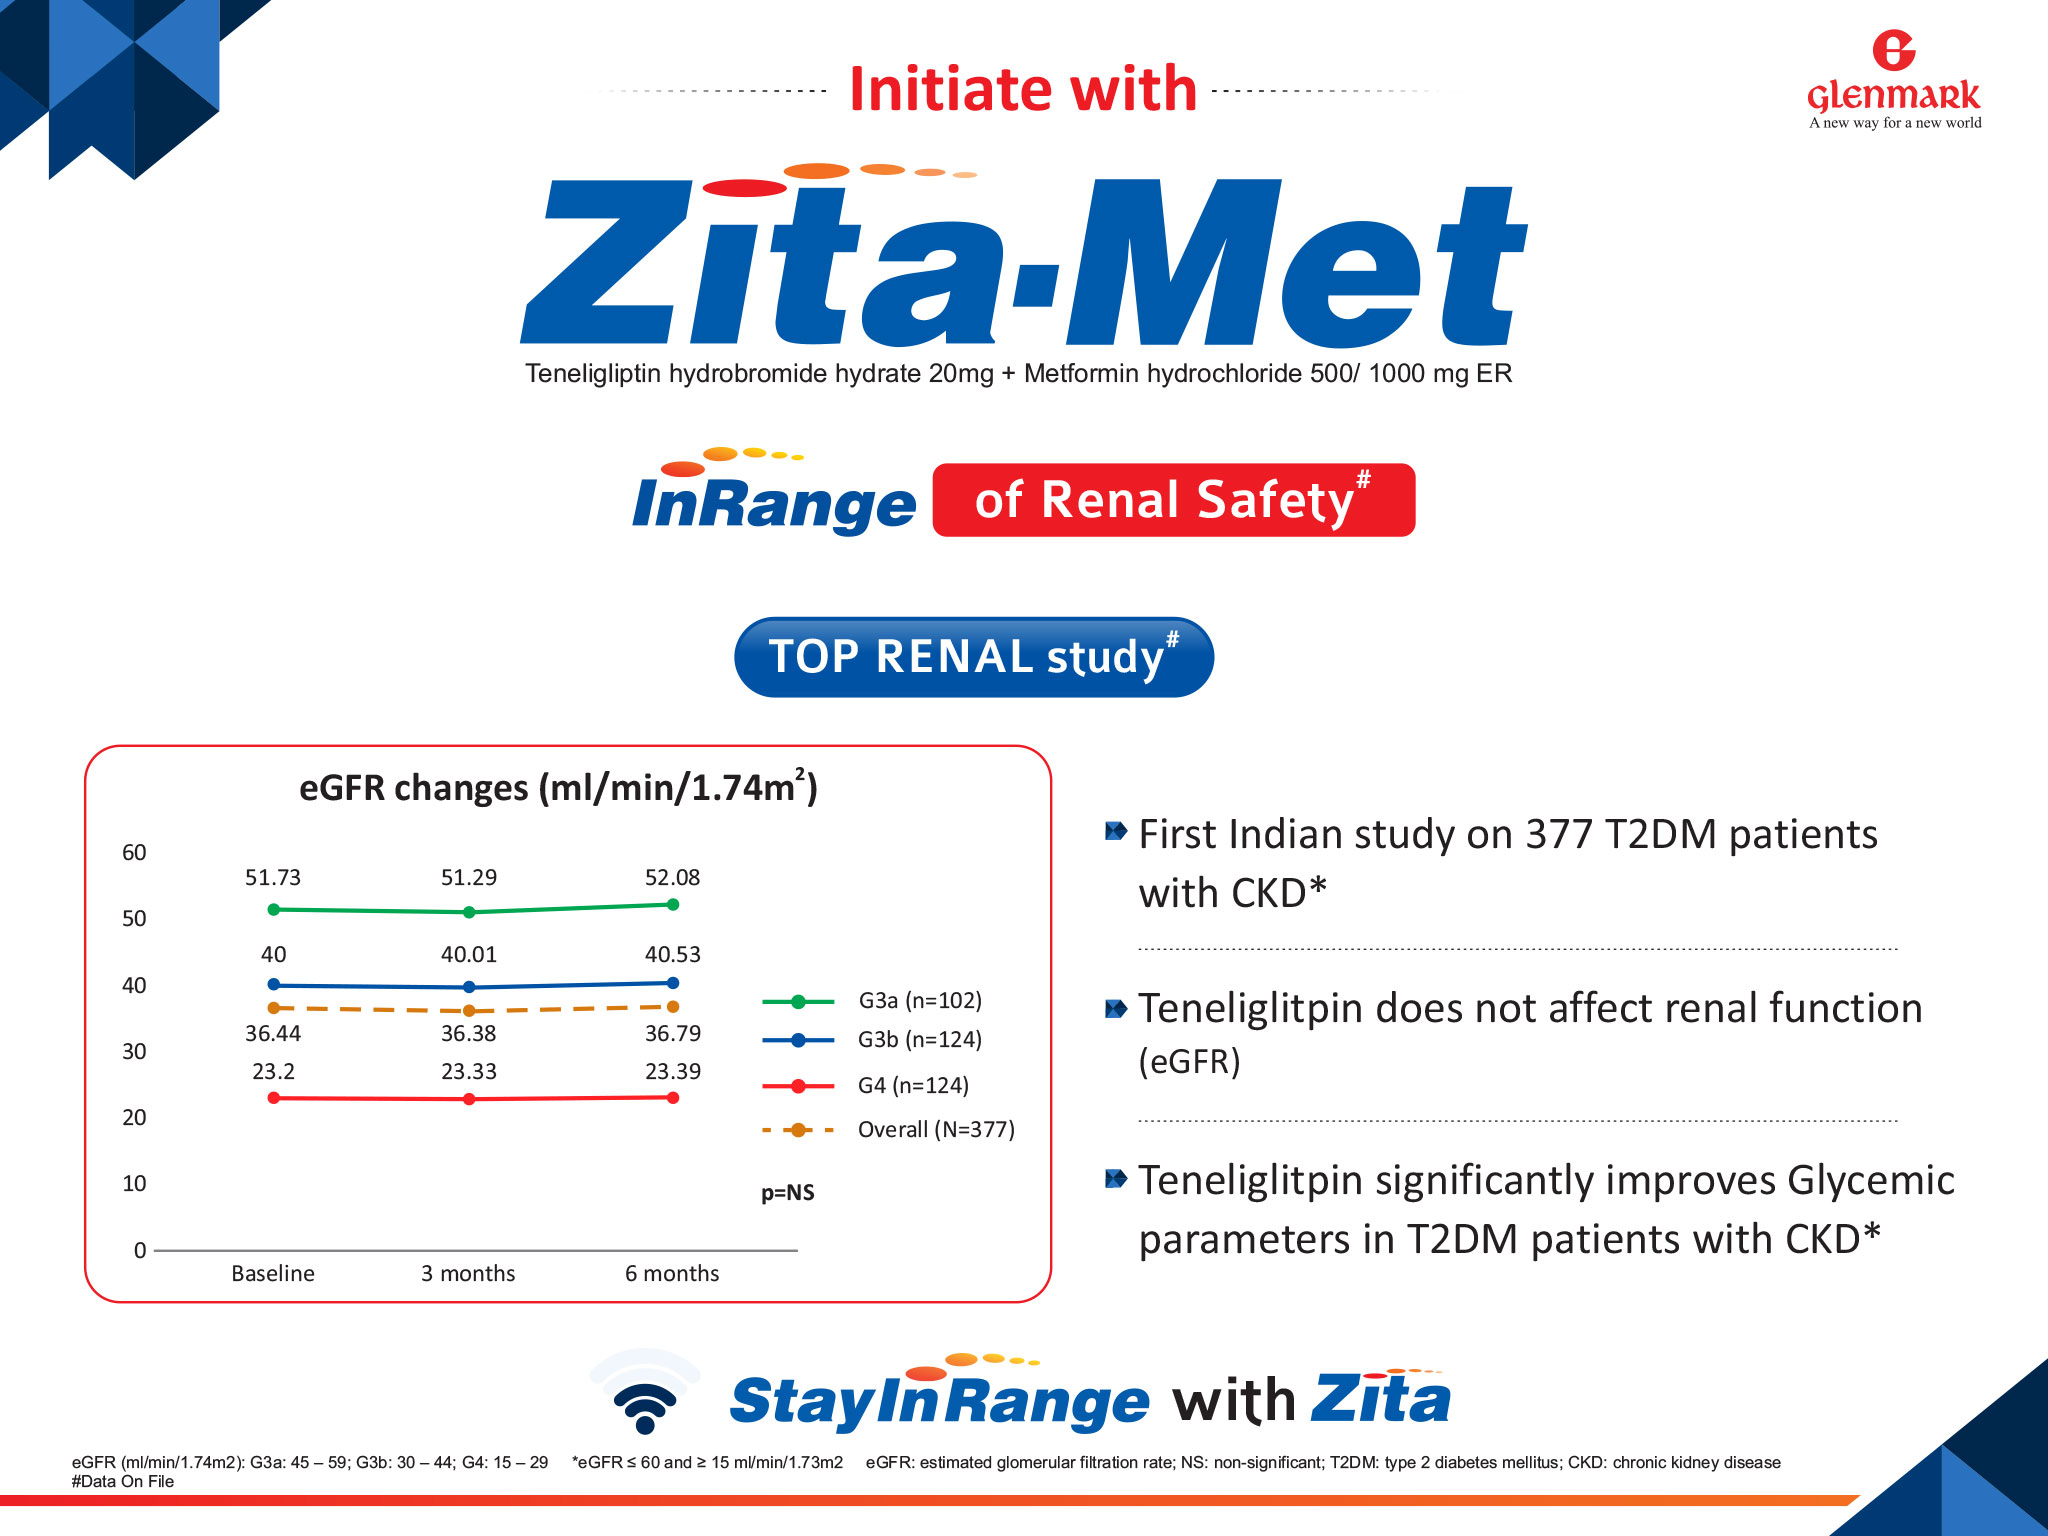 Initiate with
glenmark
A new way for a new world
Zita-Met
Teneligliptin hydrobromide hydrate 20mg + Metformin hydrochloride 500/ 1000 mg ER
InRange of Renal Safety#
TOP RENAL study#
eGFR changes (ml/min/1.74m²)
60
50
40
30
20
10
0
51.73 51.29 52.08
40 40.01 40.53
36.44 36.38 36.79
23.2 23.33 23.39
Baseline 3 months 6 months
G3a (n=102)
G3b (n=124)
G4 (n=124)
Overall (N=377)
p=NS
First Indian study on 377 T2DM patients
with CKD*
Teneliglitpin does not affect renal function
(eGFR)
Teneliglitpin significantly improves Glycemic
parameters in T2DM patients with CKD*
StayInRange with Zita
eGFR (ml/min/1.74m2): G3a: 45 – 59; G3b: 30 – 44; G4: 15 – 29 *eGFR ≤ 60 and ≥ 15 ml/min/1.73m2 eGFR: estimated glomerular filtration rate; NS: non-significant; T2DM: type 2 diabetes mellitus; CKD: chronic kidney disease
#Data On File